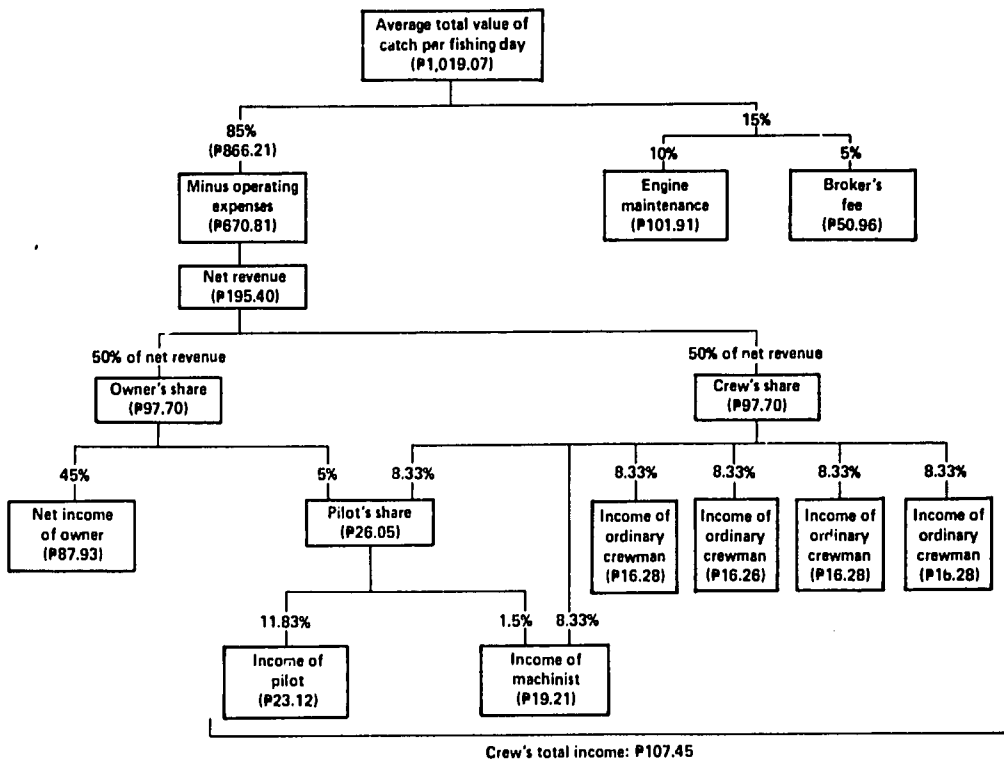 Average total value of
catch per fishing day
(₱1,019.07)
85%
(₱866.21)
15%
10%
5%
Minus operating
expenses
(₱670.81)
Engine
maintenance
(₱101.91)
Broker's
fee
(₱50.96)
Net revenue
(₱195.40)
50% of net revenue
50% of net revenue
Owner's share
(₱97.70)
Crew's share
(₱97.70)
45%
5%
8.33%
8.33%
8.33%
8.33%
8.33%
Net income
of owner
(₱87.93)
Pilot's share
(₱26.05)
Income of
ordinary
crewman
(₱16.28)
Income of
ordinary
crewman
(₱16.26)
Income of
ordinary
crewman
(₱16.28)
Income of
ordinary
crewman
(₱16.28)
11.83%
1.5%
8.33%
Income of
pilot
(₱23.12)
Income of
machinist
(₱19.21)
Crew's total income: ₱107.45